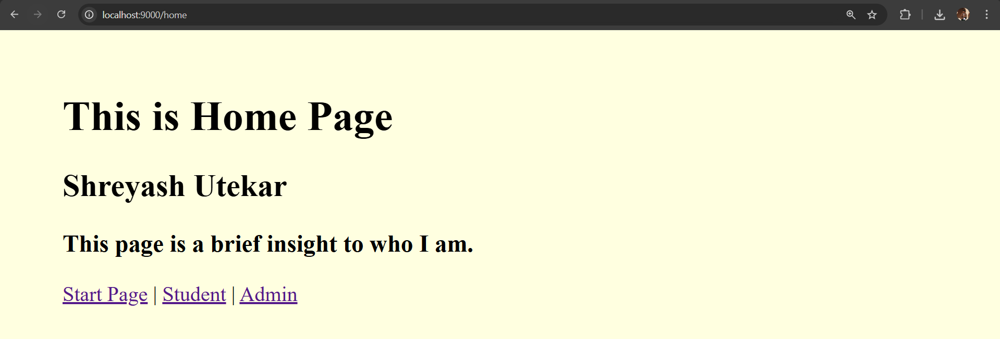 localhost:9000/home
This is Home Page
Shreyash Utekar
This page is a brief insight to who I am.
Start Page | Student | Admin